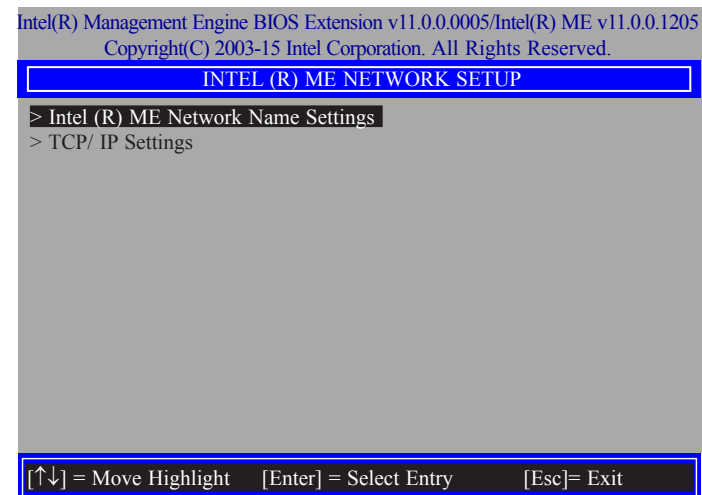 Intel(R) Management Engine BIOS Extension v11.0.0.0005/Intel(R) ME v11.0.0.1205
Copyright(C) 2003-15 Intel Corporation. All Rights Reserved.
INTEL (R) ME NETWORK SETUP
> Intel (R) ME Network Name Settings
> TCP/ IP Settings
[↑↓] = Move Highlight [Enter] = Select Entry [Esc]= Exit